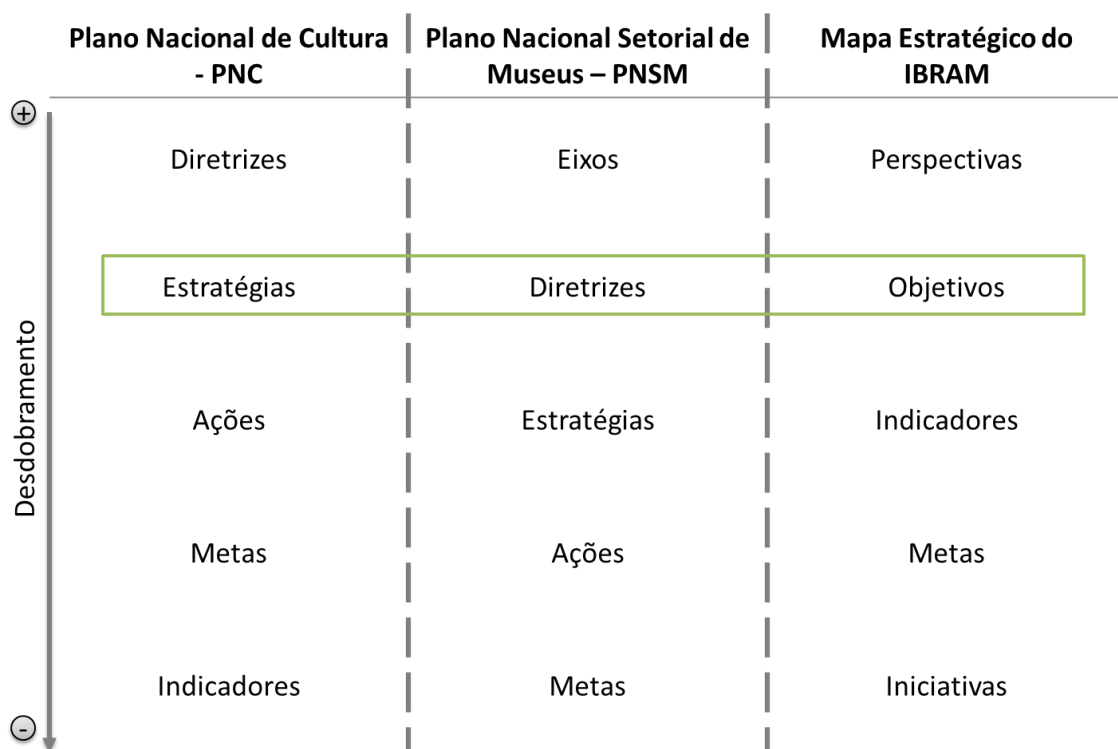 Plano Nacional de Cultura
- PNC
Plano Nacional Setorial de
Museus – PNSM
Mapa Estratégico do
IBRAM
+
Diretrizes
Eixos
Perspectivas
Estratégias
Diretrizes
Objetivos
Desdobramento
Ações
Estratégias
Indicadores
Metas
Ações
Metas
Indicadores
Metas
Iniciativas
-